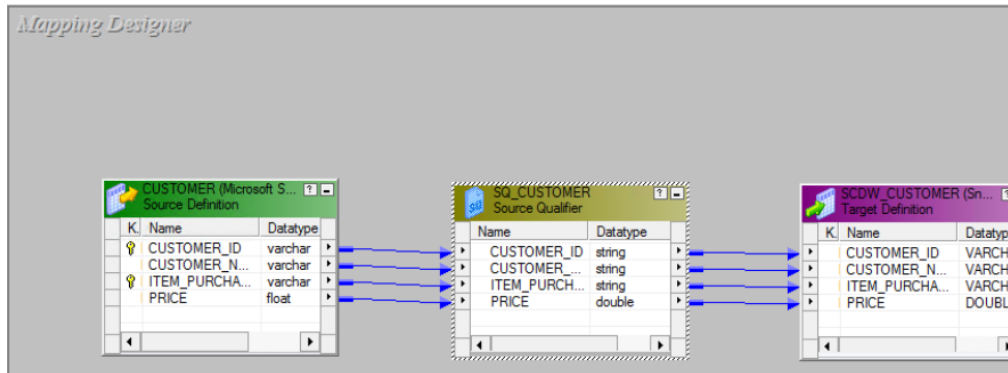 Mapping Designer
CUSTOMER (Microsoft S...
Source Definition
K. Name Datatype
CUSTOMER_ID varchar
CUSTOMER_N... varchar
ITEM_PURCHA... varchar
PRICE float
SQ_CUSTOMER
Source Qualifier
Name Datatype
CUSTOMER_ID string
CUSTOMER_... string
ITEM_PURCH... string
PRICE double
SCDW_CUSTOMER (Sn...
Target Definition
K Name Datatyp
CUSTOMER_ID VARCH
CUSTOMER_N... VARCH
ITEM_PURCHA... VARCH
PRICE DOUBL